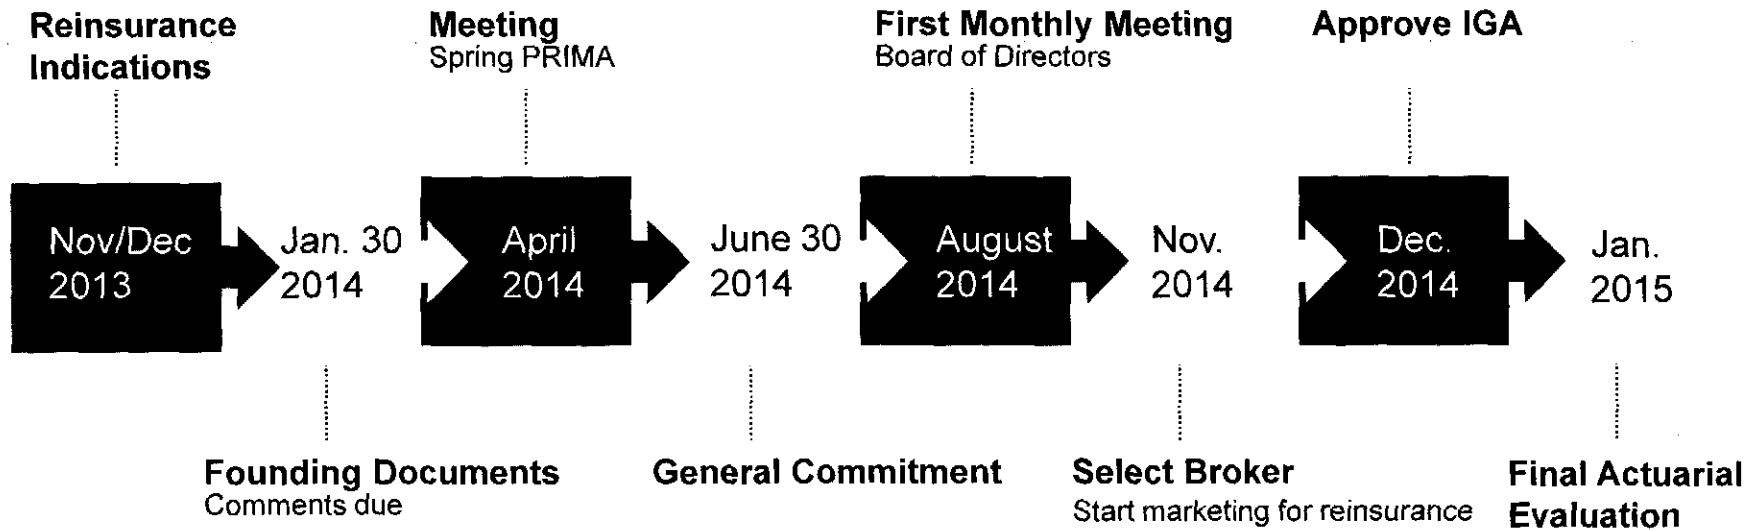 Reinsurance
Indications
Meeting
Spring PRIMA
First Monthly Meeting
Board of Directors
Approve IGA
Nov/Dec
2013
Jan. 30
2014
April
2014
June 30
2014
August
2014
Nov.
2014
Dec.
2014
Jan.
2015
Founding Documents
Comments due
General Commitment
Select Broker
Start marketing for reinsurance
Final Actuarial
Evaluation